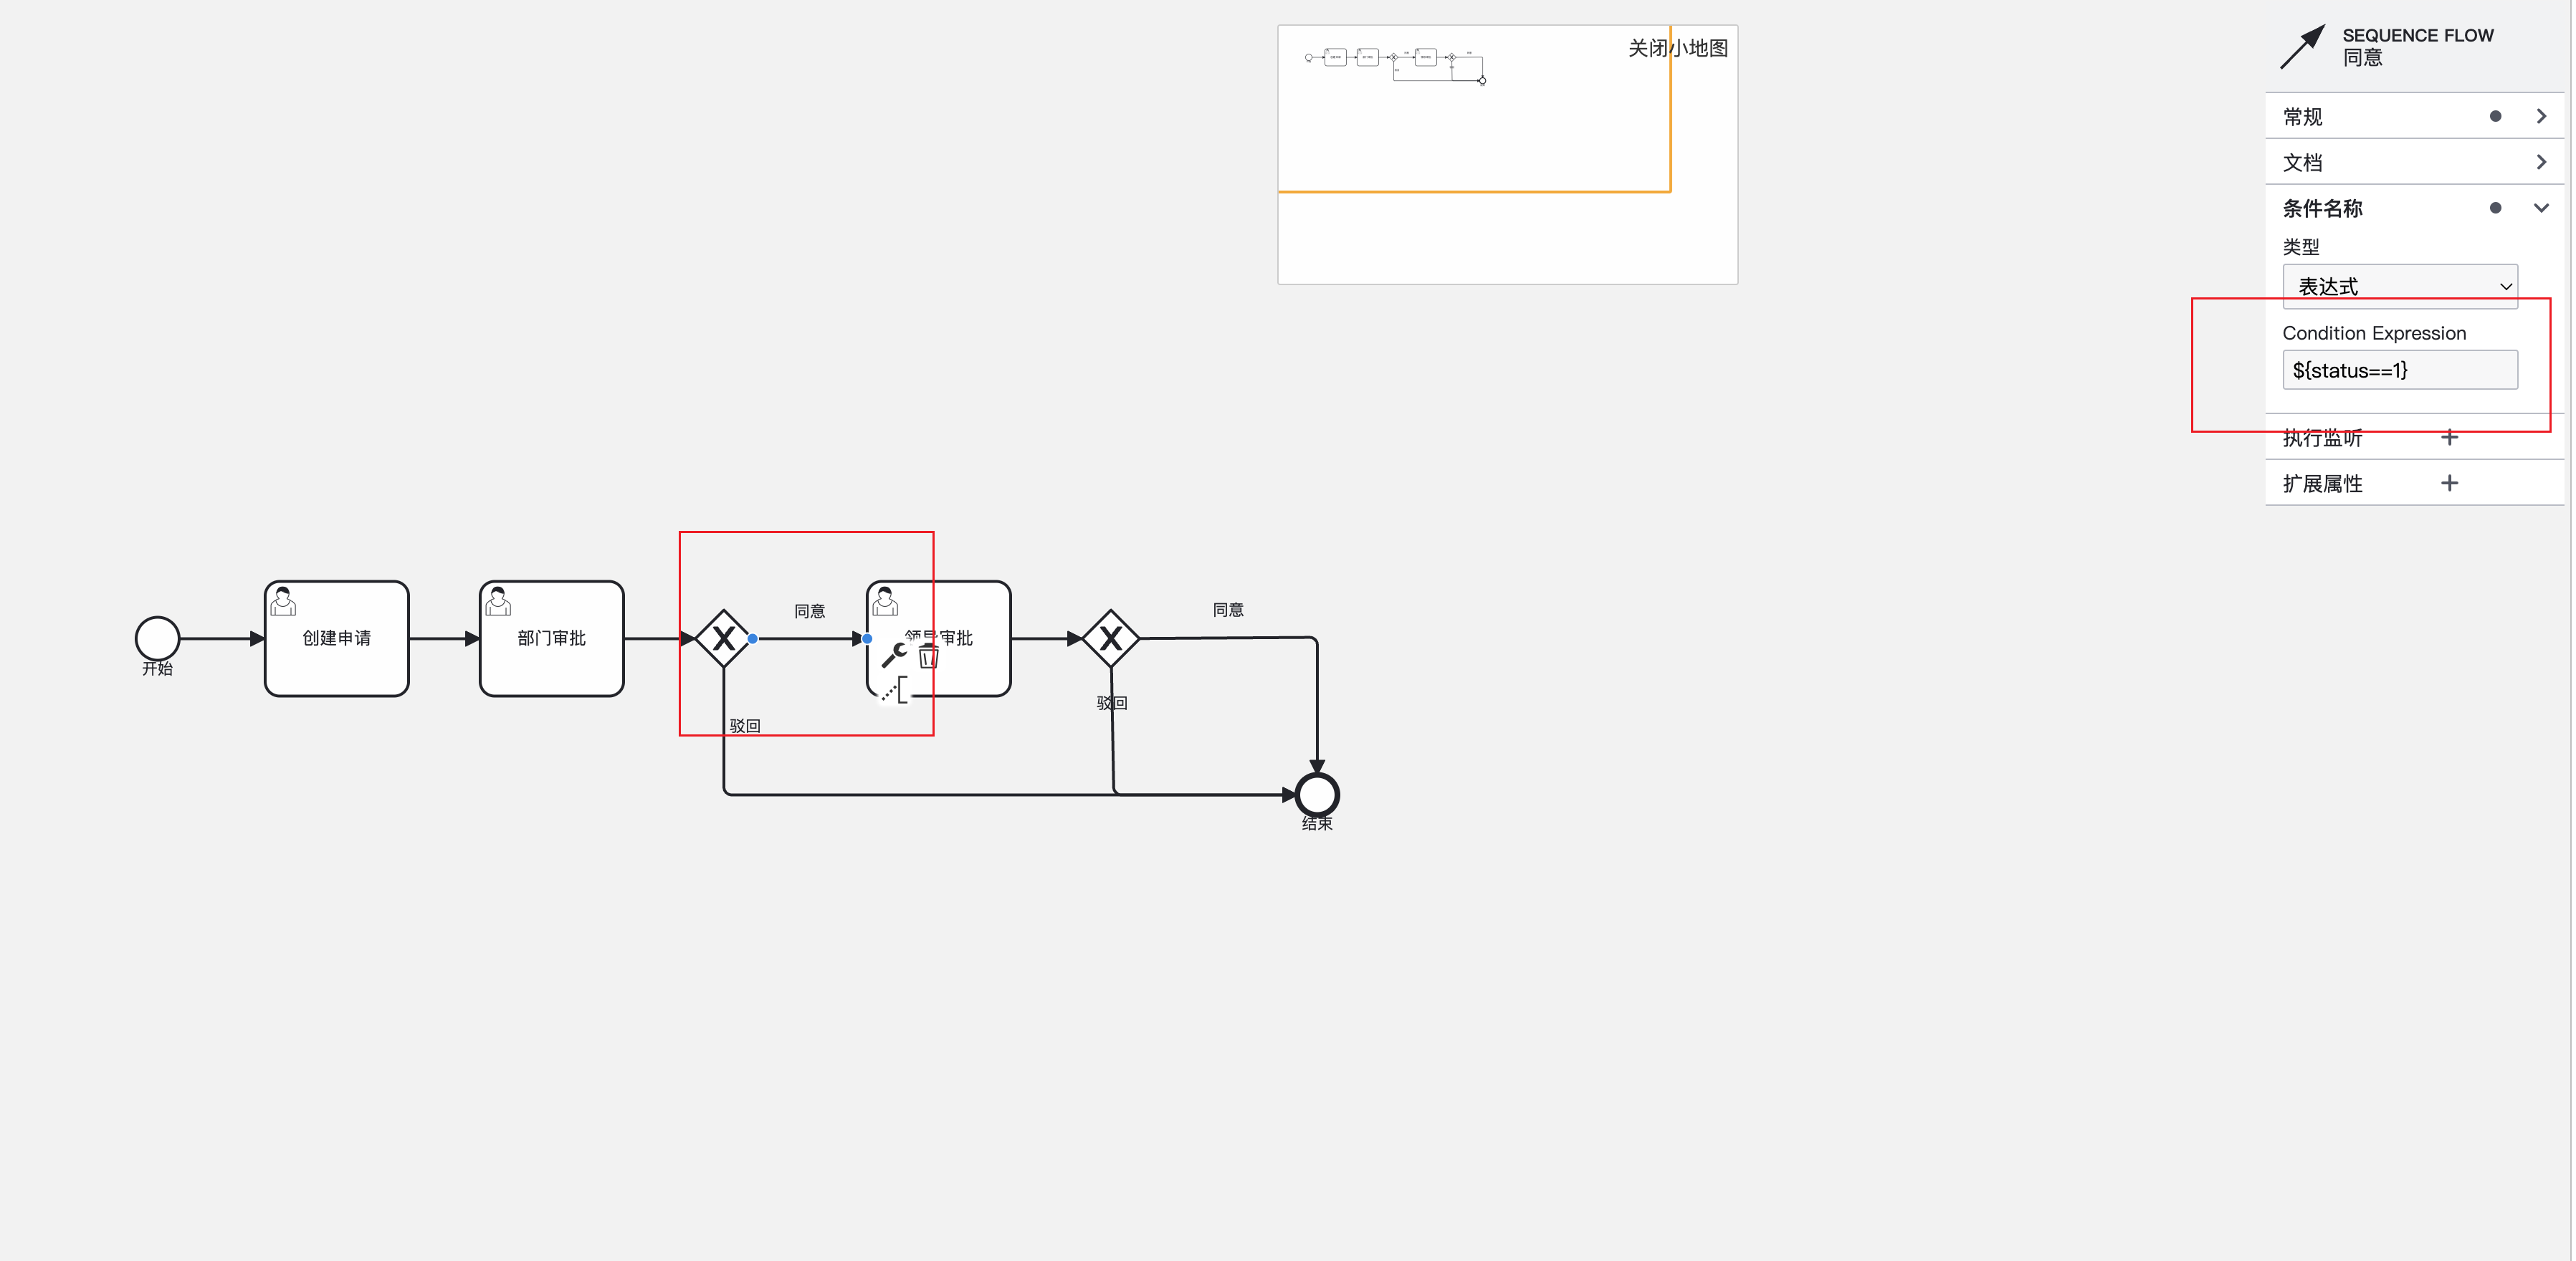 关闭小地图
SEQUENCE FLOW
同意
常规
文档
条件名称
类型
表达式
Condition Expression
${status==1}
执行监听
扩展属性
开始
创建申请
部门审批
同意
领导审批
同意
驳回
驳回
结束